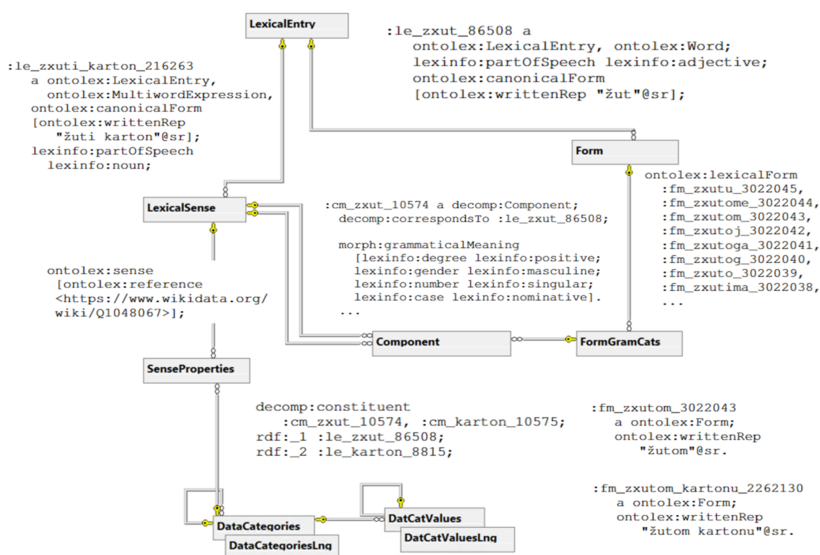 LexicalEntry
:le_zxut_86508 a
ontolex:LexicalEntry, ontolex:Word;
lexinfo:partOfSpeech lexinfo:adjective;
ontolex:canonicalForm
[ontolex:writtenRep "žut"@sr];
:le_zxuti_karton_216263
a ontolex:LexicalEntry,
ontolex:MultiwordExpression,
ontolex:canonicalForm
[ontolex:writtenRep
"žuti karton"@sr];
lexinfo:partOfSpeech
lexinfo:noun;
Form
ontolex:lexicalForm
:fm_zxutu_3022045,
:fm_zxutome_3022044,
:fm_zxutom_3022043,
:fm_zxutoj_3022042,
:fm_zxutoga_3022041,
:fm_zxutog_3022040,
:fm_zxuto_3022039,
:fm_zxutima_3022038,
...
LexicalSense
:cm_zxut_10574 a decomp:Component;
decomp:correspondsTo :le_zxut_86508;
morph:grammaticalMeaning
[lexinfo:degree lexinfo:positive;
lexinfo:gender lexinfo:masculine;
lexinfo:number lexinfo:singular;
lexinfo:case lexinfo:nominative].
...
ontolex:sense
[ontolex:reference
<https://www.wikidata.org/
wiki/Q1048067>];
Component
FormGramCats
SenseProperties
decomp:constituent
:cm_zxut_10574, :cm_karton_10575;
rdf:_1 :le_zxut_86508;
rdf:_2 :le_karton_8815;
:fm_zxutom_3022043
a ontolex:Form;
ontolex:writtenRep
"žutom"@sr.
:fm_zxutom_kartonu_2262130
a ontolex:Form;
ontolex:writtenRep
"žutom kartonu"@sr.
DataCategories
DataCategoriesLng
DatCatValues
DatCatValuesLng